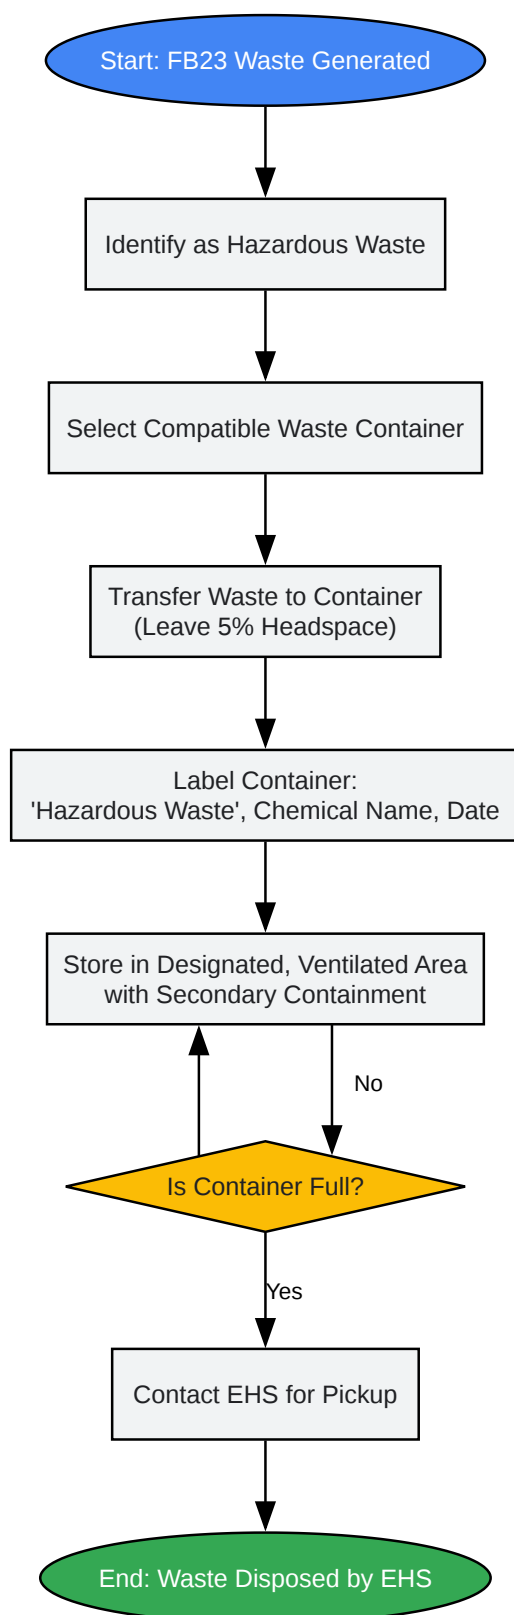 Start: FB23 Waste Generated
Identify as Hazardous Waste
Select Compatible Waste Container
Transfer Waste to Container
(Leave 5% Headspace)
Label Container:
'Hazardous Waste', Chemical Name, Date
Store in Designated, Ventilated Area
with Secondary Containment
No
Is Container Full?
Yes
Contact EHS for Pickup
End: Waste Disposed by EHS